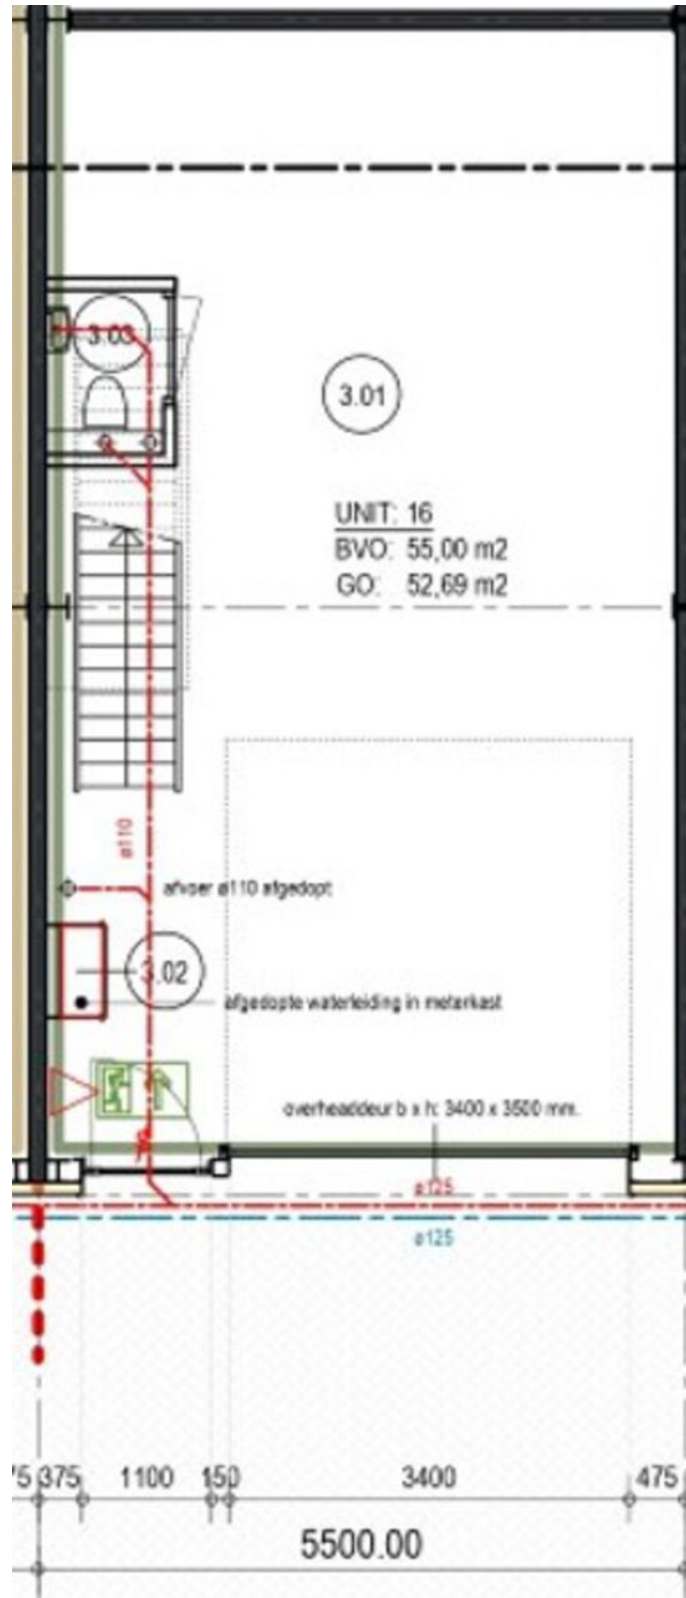 3.03
3.01
UNIT: 16
BVO: 55,00 m2
GO: 52,69 m2
ø110
afvoer ø110 afgedopt
3.02
afgedopte waterleiding in meterkast
overheaddeur b x h: 3400 x 3500 mm.
ø125
ø125
75 375 1100 150 3400 475
5500.00